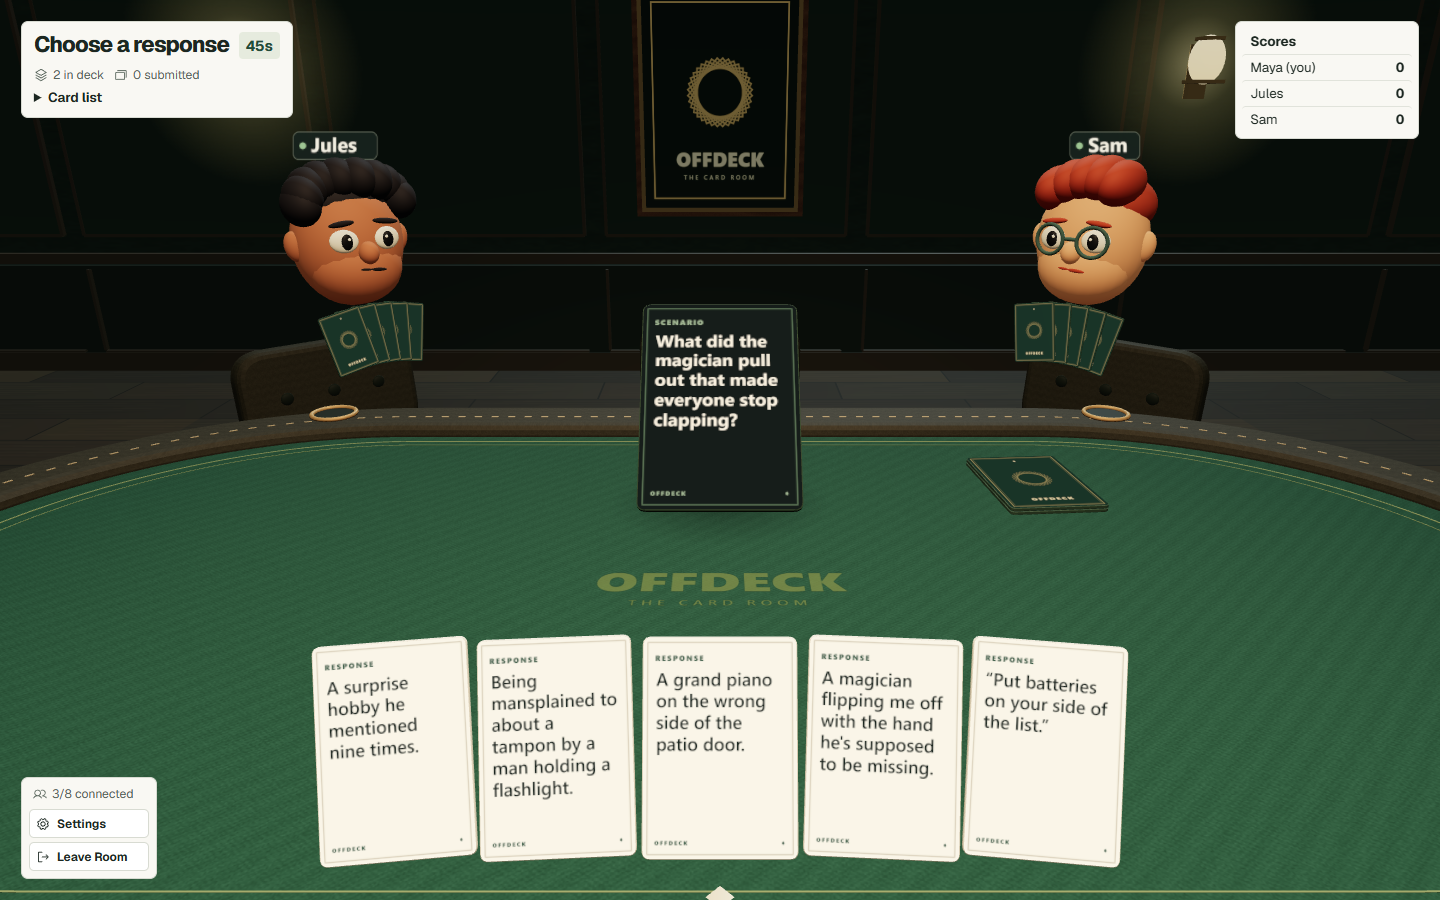 Choose a response 45s
2 in deck 0 submitted
Card list
Scores
Maya (you) 0
Jules 0
Sam 0
OFFDECK
THE CARD ROOM
Jules
Sam
OFFDECK
OFFDECK
SCENARIO
What did the
magician pull
out that made
everyone stop
clapping?
OFFDECK
OFFDECK
OFFDECK
THE CARD ROOM
RESPONSE
A surprise
hobby he
mentioned
nine times.
OFFDECK
RESPONSE
Being
mansplained to
about a
tampon by a
man holding a
flashlight.
OFFDECK
RESPONSE
A grand piano
on the wrong
side of the
patio door.
OFFDECK
RESPONSE
A magician
flipping me off
with the hand
he's supposed
to be missing.
OFFDECK
RESPONSE
“Put batteries
on your side of
the list.”
OFFDECK
3/8 connected
Settings
Leave Room